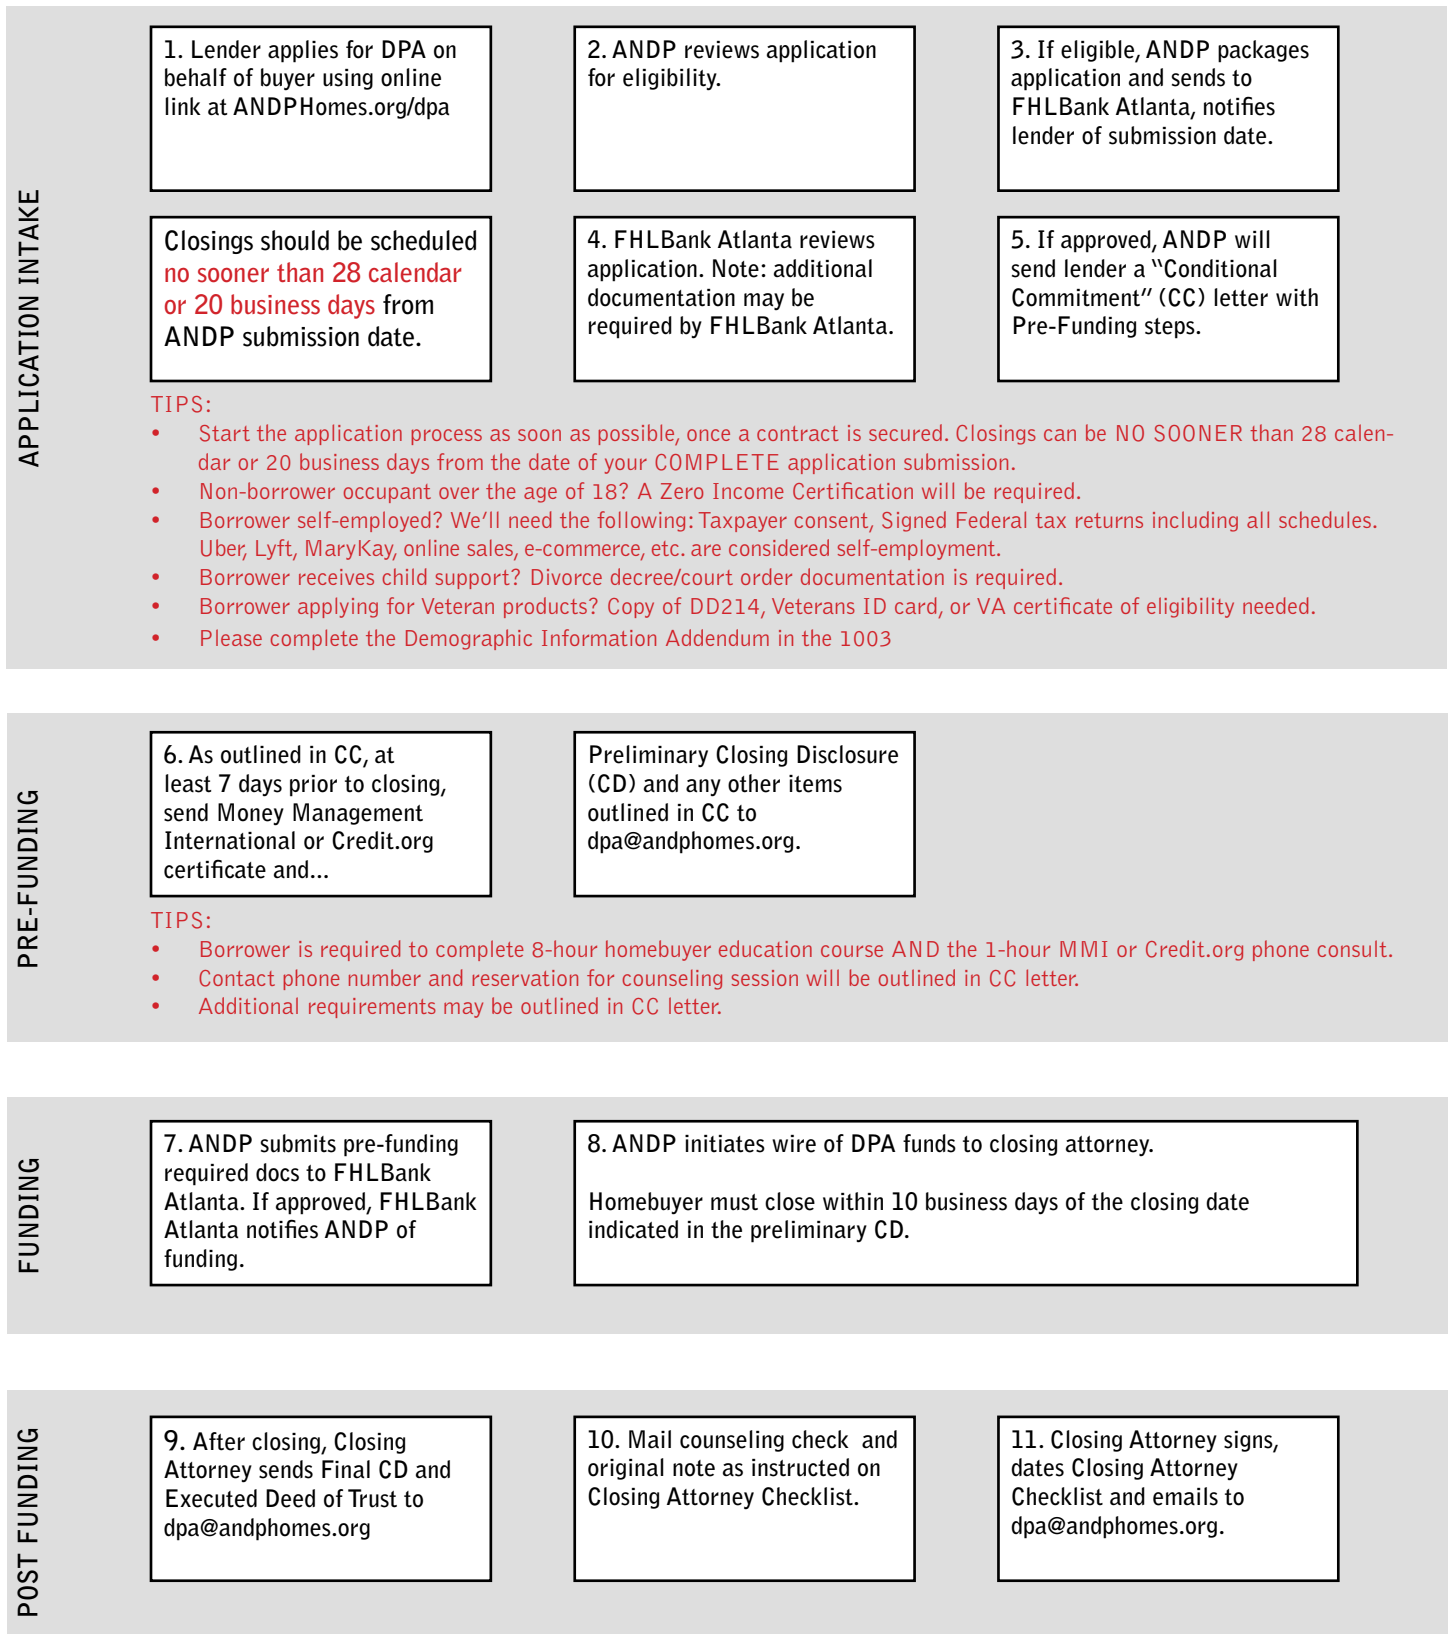 APPLICATION INTAKE
1. Lender applies for DPA on
behalf of buyer using online
link at ANDPHomes.org/dpa
2. ANDP reviews application
for eligibility.
3. If eligible, ANDP packages
application and sends to
FHLBank Atlanta, notifies
lender of submission date.
Closings should be scheduled
no sooner than 28 calendar
or 20 business days from
ANDP submission date.
4. FHLBank Atlanta reviews
application. Note: additional
documentation may be
required by FHLBank Atlanta.
5. If approved, ANDP will
send lender a “Conditional
Commitment” (CC) letter with
Pre-Funding steps.
TIPS:
• Start the application process as soon as possible, once a contract is secured. Closings can be NO SOONER than 28 calen-
dar or 20 business days from the date of your COMPLETE application submission.
• Non-borrower occupant over the age of 18? A Zero Income Certification will be required.
• Borrower self-employed? We’ll need the following: Taxpayer consent, Signed Federal tax returns including all schedules.
Uber, Lyft, MaryKay, online sales, e-commerce, etc. are considered self-employment.
• Borrower receives child support? Divorce decree/court order documentation is required.
• Borrower applying for Veteran products? Copy of DD214, Veterans ID card, or VA certificate of eligibility needed.
• Please complete the Demographic Information Addendum in the 1003
PRE-FUNDING
6. As outlined in CC, at
least 7 days prior to closing,
send Money Management
International or Credit.org
certificate and...
Preliminary Closing Disclosure
(CD) and any other items
outlined in CC to
dpa@andphomes.org.
TIPS:
• Borrower is required to complete 8-hour homebuyer education course AND the 1-hour MMI or Credit.org phone consult.
• Contact phone number and reservation for counseling session will be outlined in CC letter.
• Additional requirements may be outlined in CC letter.
FUNDING
7. ANDP submits pre-funding
required docs to FHLBank
Atlanta. If approved, FHLBank
Atlanta notifies ANDP of
funding.
8. ANDP initiates wire of DPA funds to closing attorney.
Homebuyer must close within 10 business days of the closing date
indicated in the preliminary CD.
POST FUNDING
9. After closing, Closing
Attorney sends Final CD and
Executed Deed of Trust to
dpa@andphomes.org
10. Mail counseling check and
original note as instructed on
Closing Attorney Checklist.
11. Closing Attorney signs,
dates Closing Attorney
Checklist and emails to
dpa@andphomes.org.